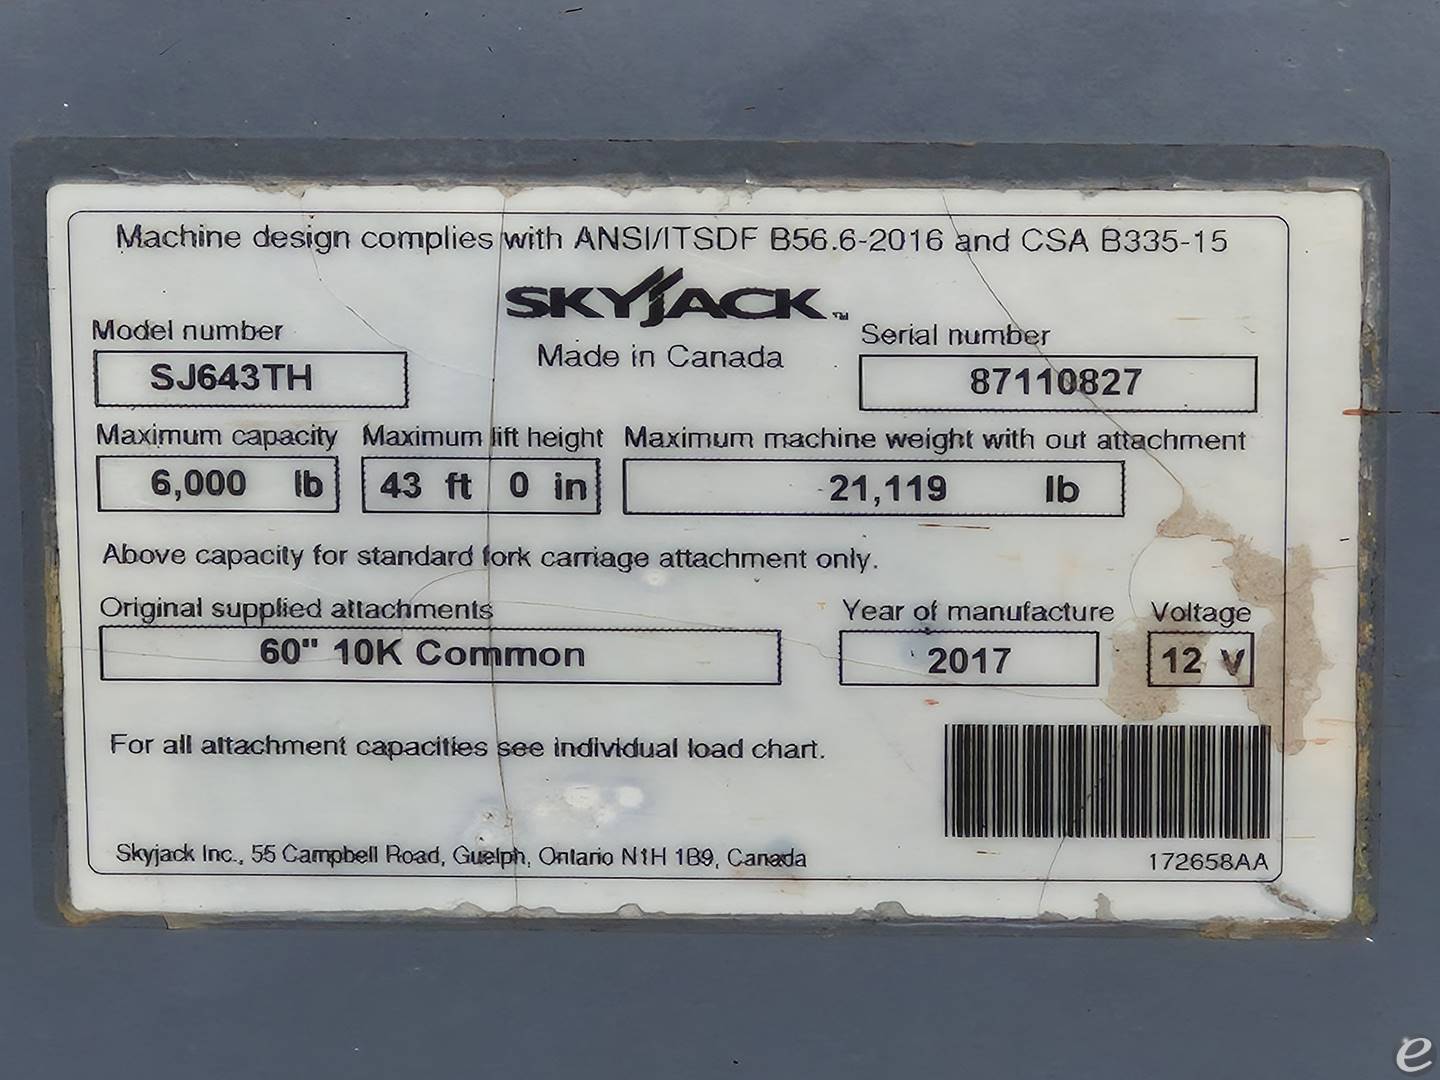 Machine design complies with ANSI/ITSDF B56.6-2016 and CSA B335-15
SKYJACK™
Made in Canada
Model number
SJ643TH
Serial number
87110827
Maximum capacity
6,000 lb
Maximum lift height
43 ft 0 in
Maximum machine weight with out attachment
21,119 lb
Above capacity for standard fork carriage attachment only.
Original supplied attachments
60" 10K Common
Year of manufacture
2017
Voltage
12 V
For all attachment capacities see individual load chart.
Skyjack Inc., 55 Campbell Road, Guelph, Ontario N1H 1B9, Canada
172658AA
e